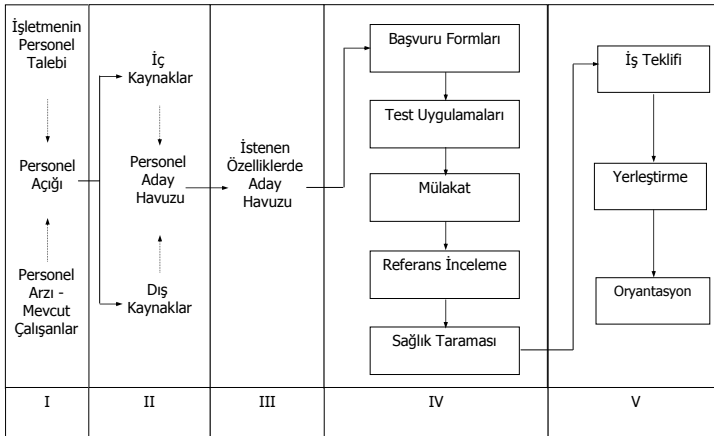 İşletmenin
Personel
Talebi
Personel
Açığı
Personel
Arzı -
Mevcut
Çalışanlar
İç
Kaynaklar
Personel
Aday
Havuzu
Dış
Kaynaklar
İstenen
Özelliklerde
Aday
Havuzu
Başvuru Formları
Test Uygulamaları
Mülakat
Referans İnceleme
Sağlık Taraması
İş Teklifi
Yerleştirme
Oryantasyon
I
II
III
IV
V